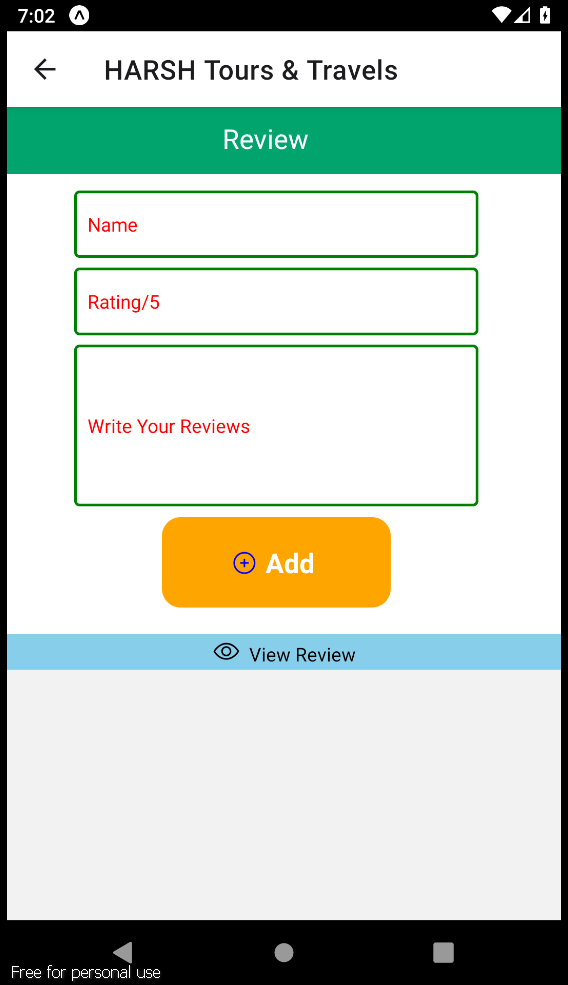 7:02
HARSH Tours & Travels
Review
Name
Rating/5
Write Your Reviews
Add
View Review
Free for personal use